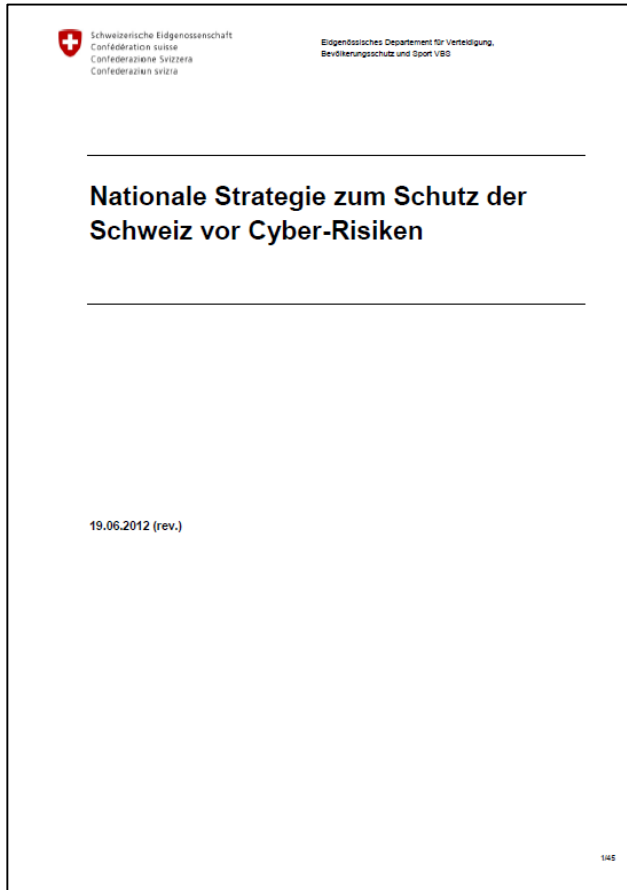 Schweizerische Eidgenossenschaft
Confédération suisse
Confederazione Svizzera
Confederaziun svizra
Eidgenössisches Departement für Verteidigung,
Bevölkerungsschutz und Sport VBS
Nationale Strategie zum Schutz der
Schweiz vor Cyber-Risiken
19.06.2012 (rev.)
1/45